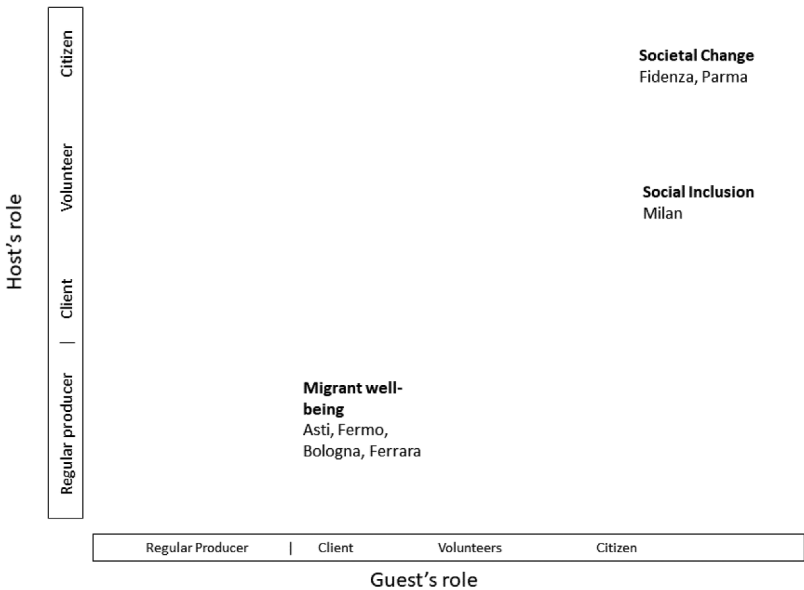 Societal Change
Fidenza, Parma
Social Inclusion
Milan
Migrant well-
being
Asti, Fermo,
Bologna, Ferrara
Host's role
Citizen
Volunteer
Client
|
Regular producer
Regular Producer | Client Volunteers Citizen
Guest's role